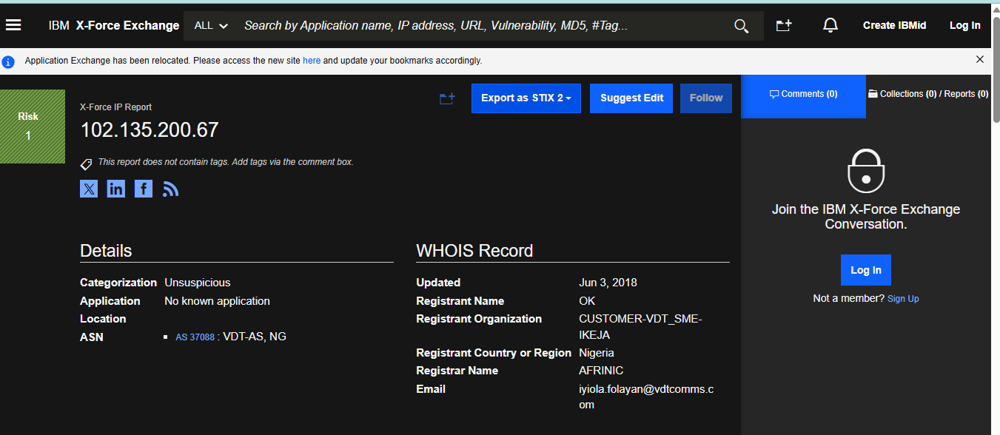 IBM X-Force Exchange ALL Search by Application name, IP address, URL, Vulnerability, MD5, #Tag... Create IBMid Log In
Application Exchange has been relocated. Please access the new site here and update your bookmarks accordingly.
Risk
1
X-Force IP Report
102.135.200.67
This report does not contain tags. Add tags via the comment box.
Export as STIX 2
Suggest Edit
Follow
Details
Categorization Unsuspicious
Application No known application
Location
ASN AS 37088 : VDT-AS, NG
WHOIS Record
Updated Jun 3, 2018
Registrant Name OK
Registrant Organization CUSTOMER-VDT_SME-
IKEJA
Registrant Country or Region Nigeria
Registrar Name AFRINIC
Email iyiola.folayan@vdtcomms.c
om
Comments (0)
Collections (0) / Reports (0)
Join the IBM X-Force Exchange
Conversation.
Log In
Not a member? Sign Up